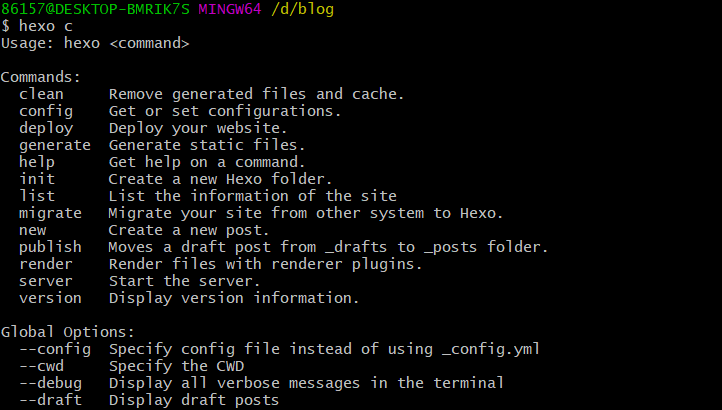 86157@DESKTOP-BMRIK7S MINGW64 /d/blog
$ hexo c
Usage: hexo <command>
Commands:
clean Remove generated files and cache.
config Get or set configurations.
deploy Deploy your website.
generate Generate static files.
help Get help on a command.
init Create a new Hexo folder.
list List the information of the site
migrate Migrate your site from other system to Hexo.
new Create a new post.
publish Moves a draft post from _drafts to _posts folder.
render Render files with renderer plugins.
server Start the server.
version Display version information.
Global Options:
--config Specify config file instead of using _config.yml
--cwd Specify the CWD
--debug Display all verbose messages in the terminal
--draft Display draft posts